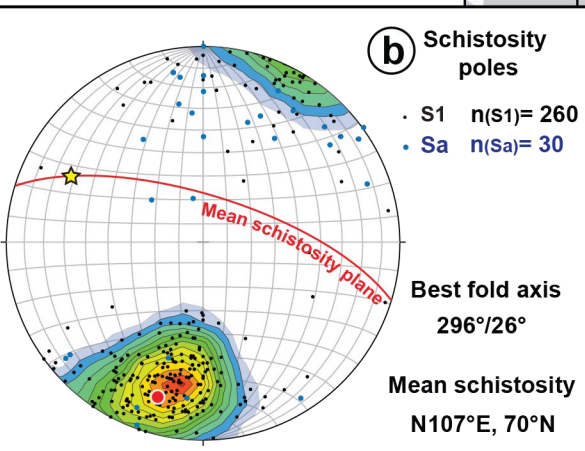 b
Schistosity
poles
S1 n(S1)= 260
Sa n(Sa)= 30
Mean schistosity plane
Best fold axis
296°/26°
Mean schistosity
N107°E, 70°N